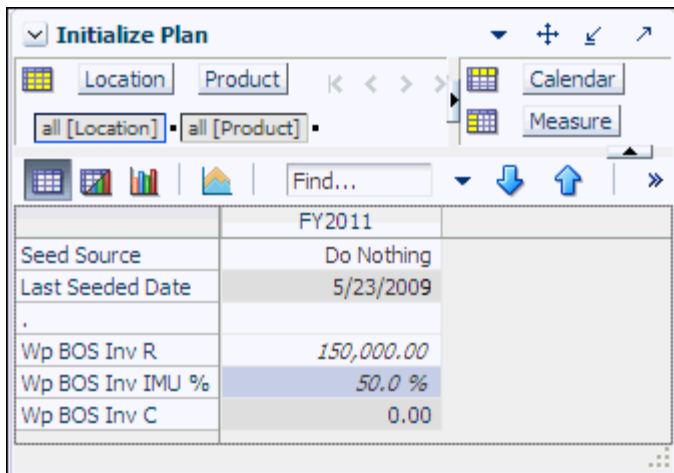 Initialize Plan
Location Product
Calendar
all [Location] all [Product]
Measure
Find...
FY2011
Seed Source Do Nothing
Last Seeded Date 5/23/2009
.
Wp BOS Inv R 150,000.00
Wp BOS Inv IMU % 50.0 %
Wp BOS Inv C 0.00